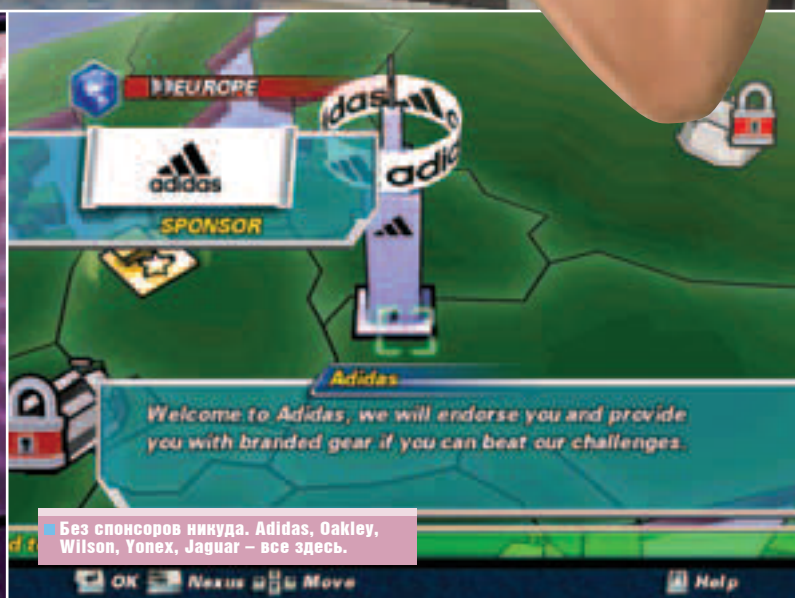 EUROPE
adidas
adidas
adidas
SPONSOR
Adidas
Welcome to Adidas, we will endorse you and provide
you with branded gear if you can beat our challenges.
Без спонсоров никуда. Adidas, Oakley,
Wilson, Yonex, Jaguar – все здесь.
OK Nexus Move Help